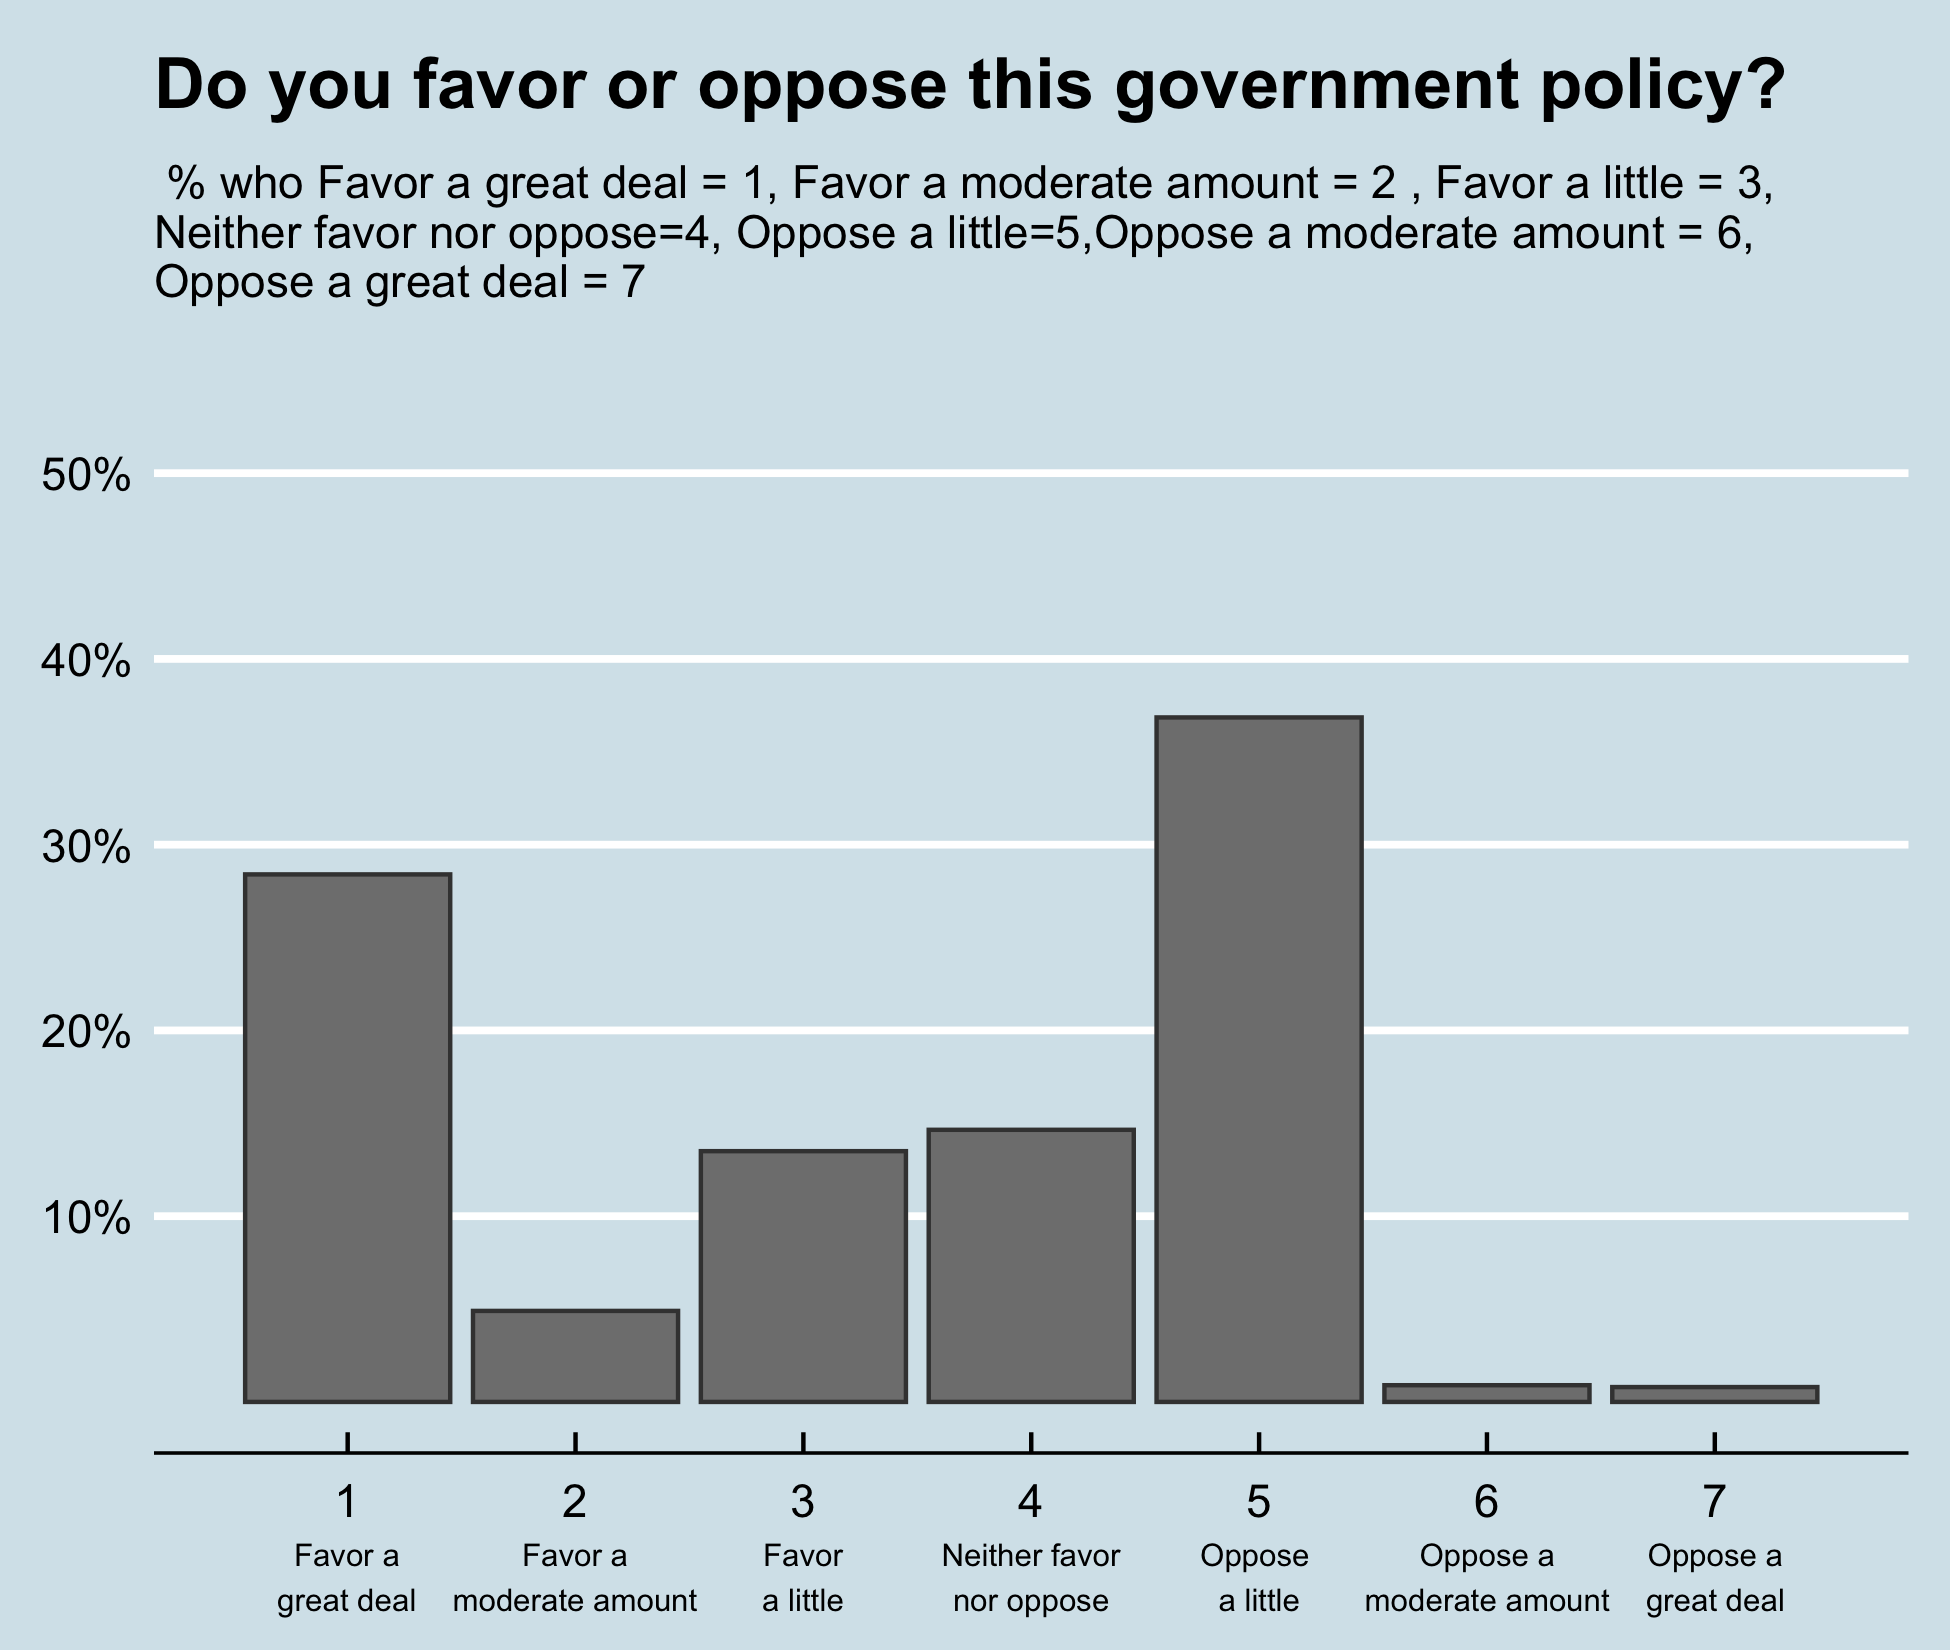 Do you favor or oppose this government policy?
% who Favor a great deal = 1, Favor a moderate amount = 2 , Favor a little = 3,
Neither favor nor oppose=4, Oppose a little=5,Oppose a moderate amount = 6,
Oppose a great deal = 7
50%
40%
30%
20%
10%
1 2 3 4 5 6 7
Favor a Favor a Favor Neither favor Oppose Oppose a Oppose a
great deal moderate amount a little nor oppose a little moderate amount great deal